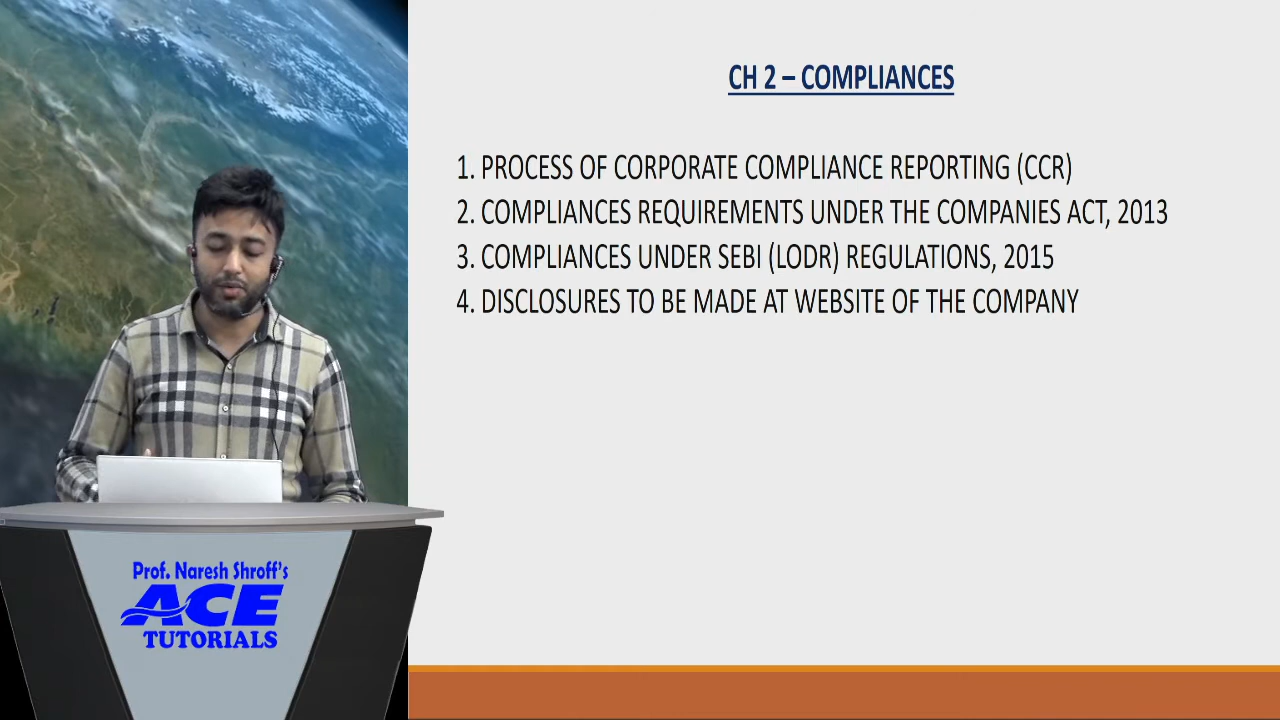 CH 2 – COMPLIANCES
1. PROCESS OF CORPORATE COMPLIANCE REPORTING (CCR)
2. COMPLIANCES REQUIREMENTS UNDER THE COMPANIES ACT, 2013
3. COMPLIANCES UNDER SEBI (LODR) REGULATIONS, 2015
4. DISCLOSURES TO BE MADE AT WEBSITE OF THE COMPANY
Prof. Naresh Shroff's
ACE
TUTORIALS